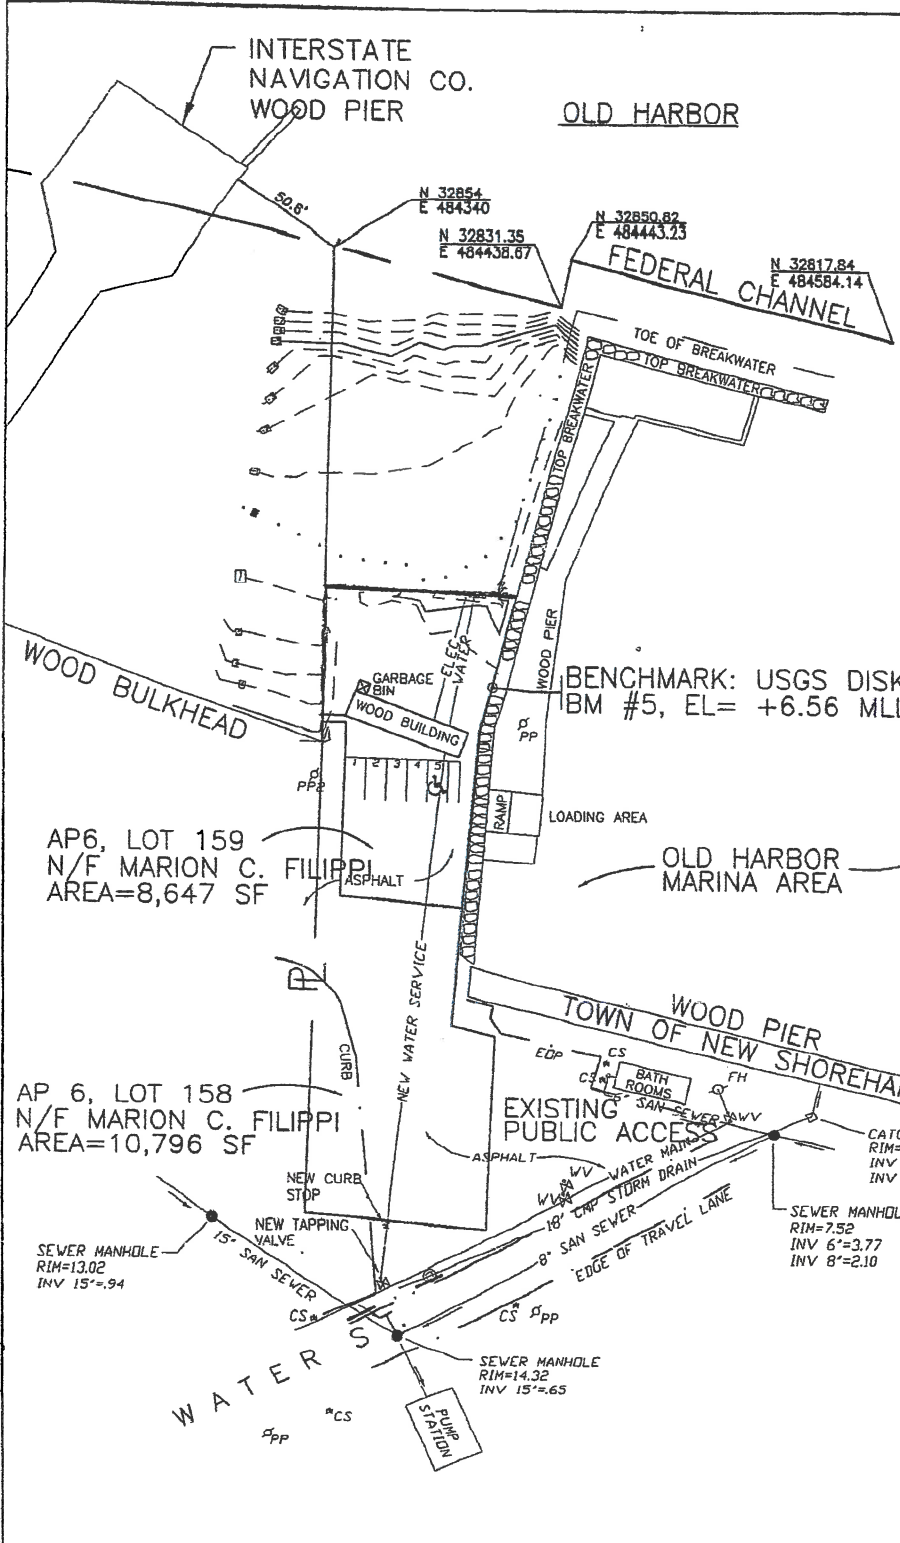 INTERSTATE
NAVIGATION CO.
WOOD PIER
OLD HARBOR
50.6'
N 32854
E 484340
N 32831.35
E 484438.67
N 32850.82
E 484443.23
FEDERAL CHANNEL
N 32817.84
E 484584.14
TOE OF BREAKWATER
TOP BREAKWATER
TOP BREAKWATER
WOOD PIER
WOOD BULKHEAD
ELEC
WATER
GARBAGE
BIN
WOOD BUILDING
BENCHMARK: USGS DISK
BM #5, EL= +6.56
PP
PP2
1 2 3 4 5
RAMP
LOADING AREA
AP6, LOT 159
N/F MARION C. FILIPPI
AREA=8,647 SF
ASPHALT
OLD HARBOR
MARINA AREA
NEW WATER SERVICE
CURB
WOOD PIER
TOWN OF NEW
EOP
CS
CS
BATH
ROOMS
FH
SAN SEWER
WV
AP 6, LOT 158
N/F MARION C. FILIPPI
AREA=10,796 SF
EXISTING
PUBLIC ACCESS
ASPHALT
WATER MAIN
WV
WV
18" CMP STORM DRAIN
8" SAN SEWER
EDGE OF TRAVEL LANE
RIM=
INV
INV
NEW CURB
STOP
NEW TAPPING
VALVE
SEWER MANHOLE
RIM=13.02
INV 15"=.94
15" SAN SEWER
RIM=7.52
INV 6"=3.77
INV 8"=2.10
CS
CS
PP
WATER S
SEWER MANHOLE
RIM=14.32
INV 15"=.65
CS
PP
PUMP
STATION